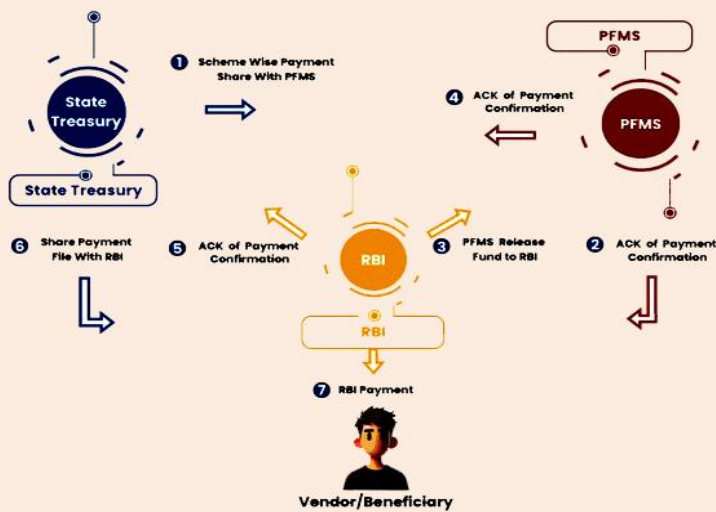 PFMS
State
Treasury
1 Scheme Wise Payment
Share With PFMS
4 ACK of Payment
Confirmation
PFMS
State Treasury
6 Share Payment
File With RBI
5 ACK of Payment
Confirmation
RBI
3 PFMS Release
Fund to RBI
2 ACK of Payment
Confirmation
RBI
7 RBI Payment
Vendor/Beneficiary